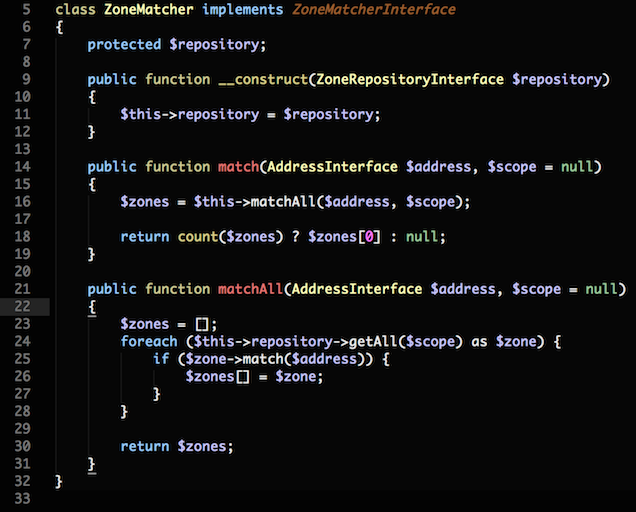 5 class ZoneMatcher implements ZoneMatcherInterface
6 {
7     protected $repository;
8
9     public function __construct(ZoneRepositoryInterface $repository)
10     {
11         $this->repository = $repository;
12     }
13
14     public function match(AddressInterface $address, $scope = null)
15     {
16         $zones = $this->matchAll($address, $scope);
17
18         return count($zones) ? $zones[0] : null;
19     }
20
21     public function matchAll(AddressInterface $address, $scope = null)
22     {
23         $zones = [];
24         foreach ($this->repository->getAll($scope) as $zone) {
25             if ($zone->match($address)) {
26                 $zones[] = $zone;
27             }
28         }
29
30         return $zones;
31     }
32 }
33